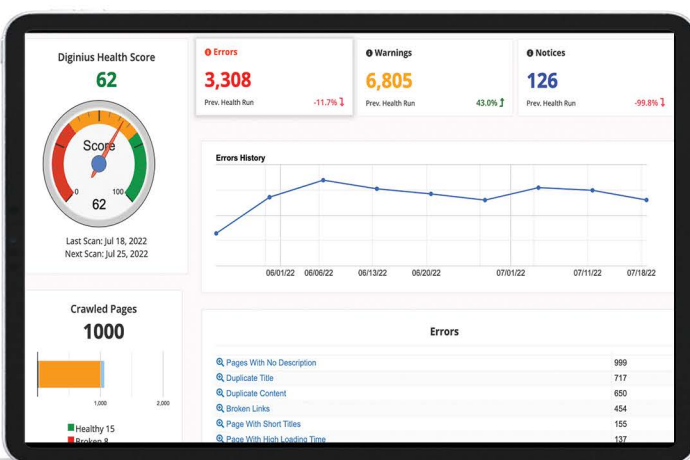 Diginius Health Score
62
Score
0
100
62
Last Scan: Jul 18, 2022
Next Scan: Jul 25, 2022
Errors
3,308
Prev. Health Run
-11.7%
Warnings
6,805
Prev. Health Run
43.0%
Notices
126
Prev. Health Run
-99.8%
Errors History
06/01/22 06/06/22 06/13/22 06/20/22 07/01/22 07/11/22 07/18/22
Crawled Pages
1000
1,000 2,000
Healthy 15
Broken 8
Errors
Pages With No Description 999
Duplicate Title 717
Duplicate Content 650
Broken Links 454
Page With Short Titles 155
Page With High Loading Time 137